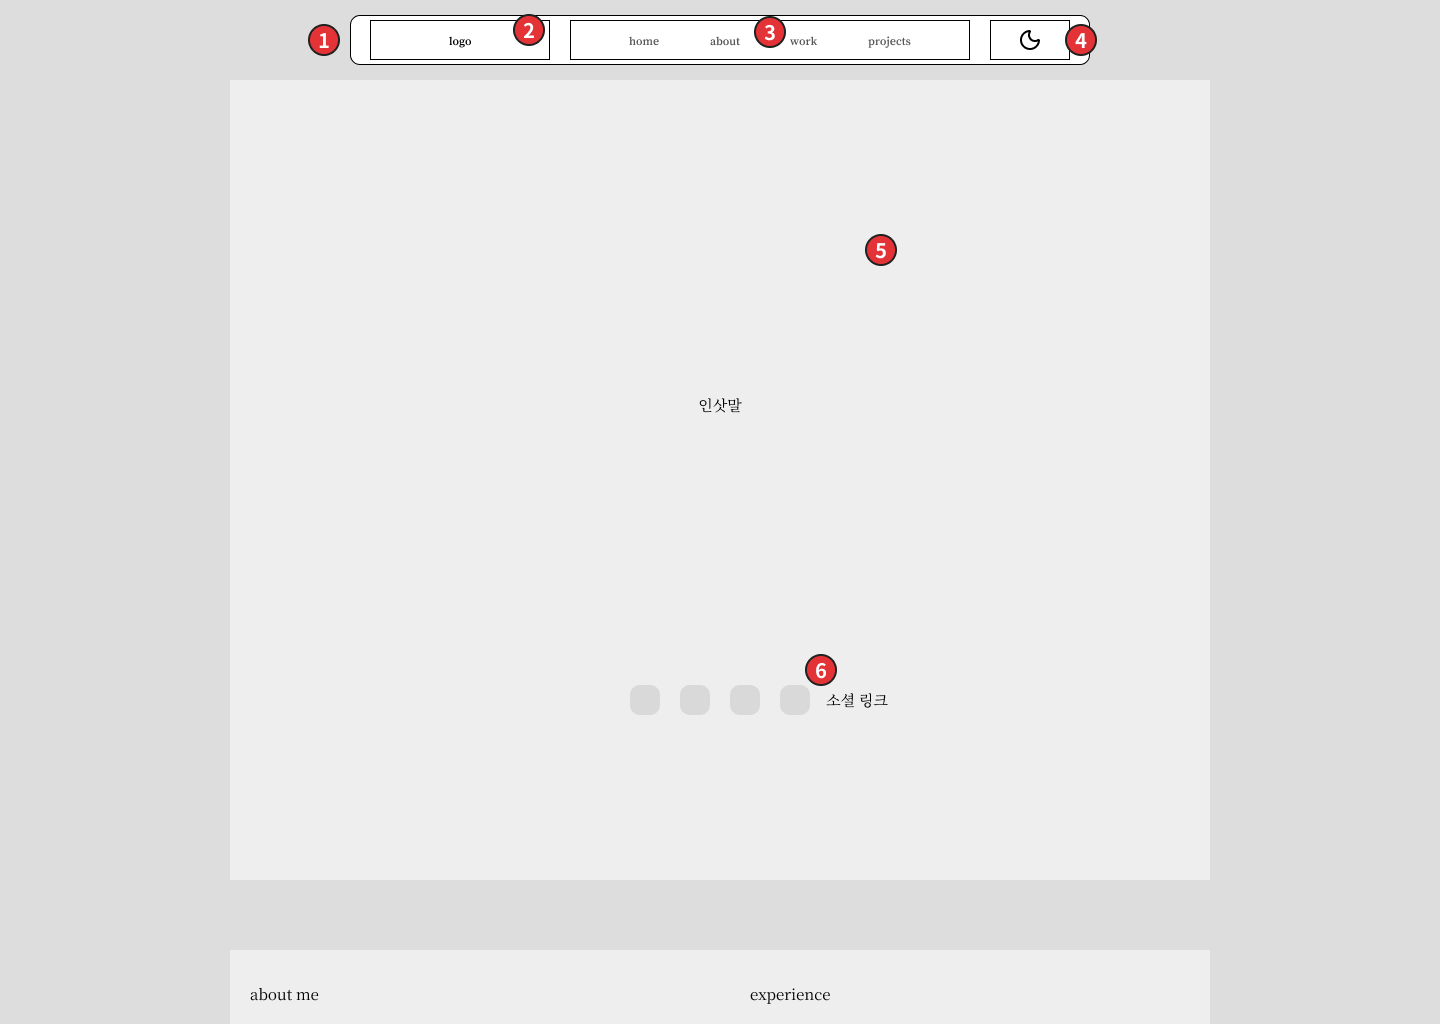 1 logo 2 home about 3 work projects 4
5
인삿말
6
소셜 링크
about me experience